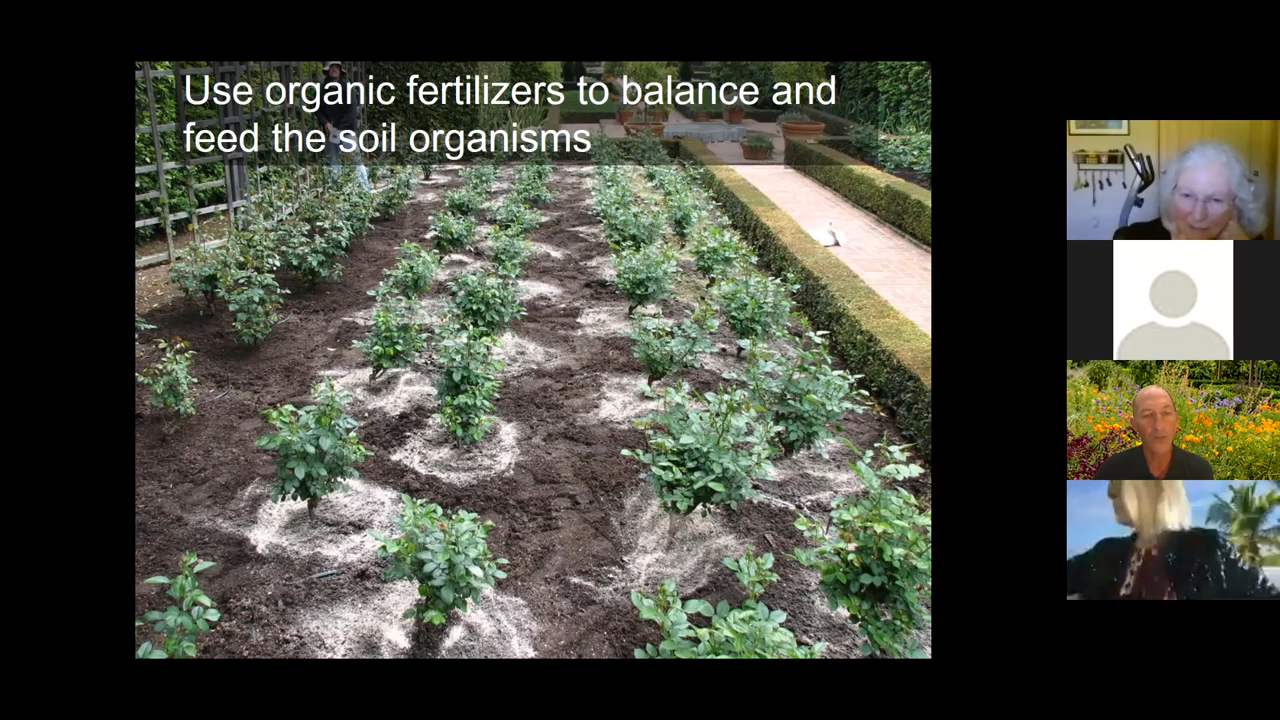 Use organic fertilizers to balance and
feed the soil organisms